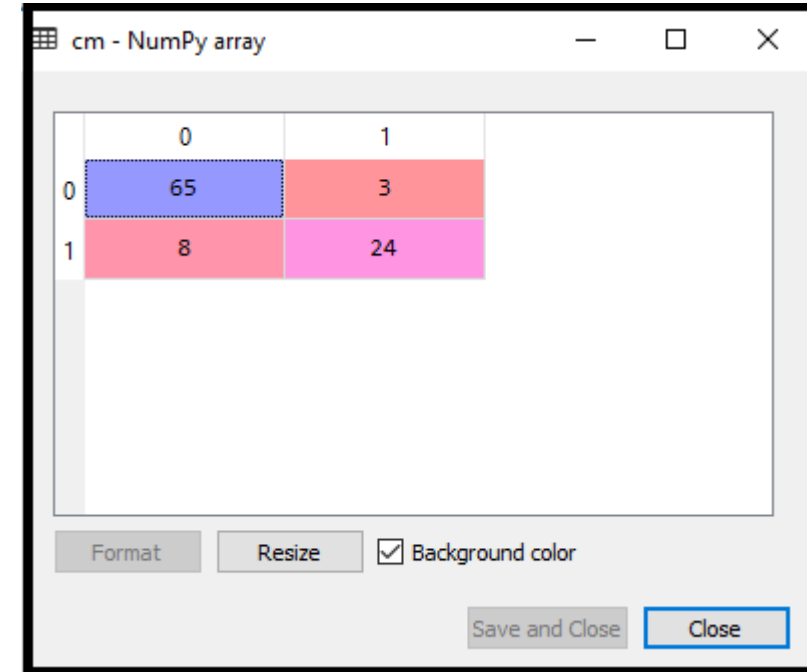 cm - NumPy array
0 1
0 65 3
1 8 24
Format Resize Background color
Save and Close Close